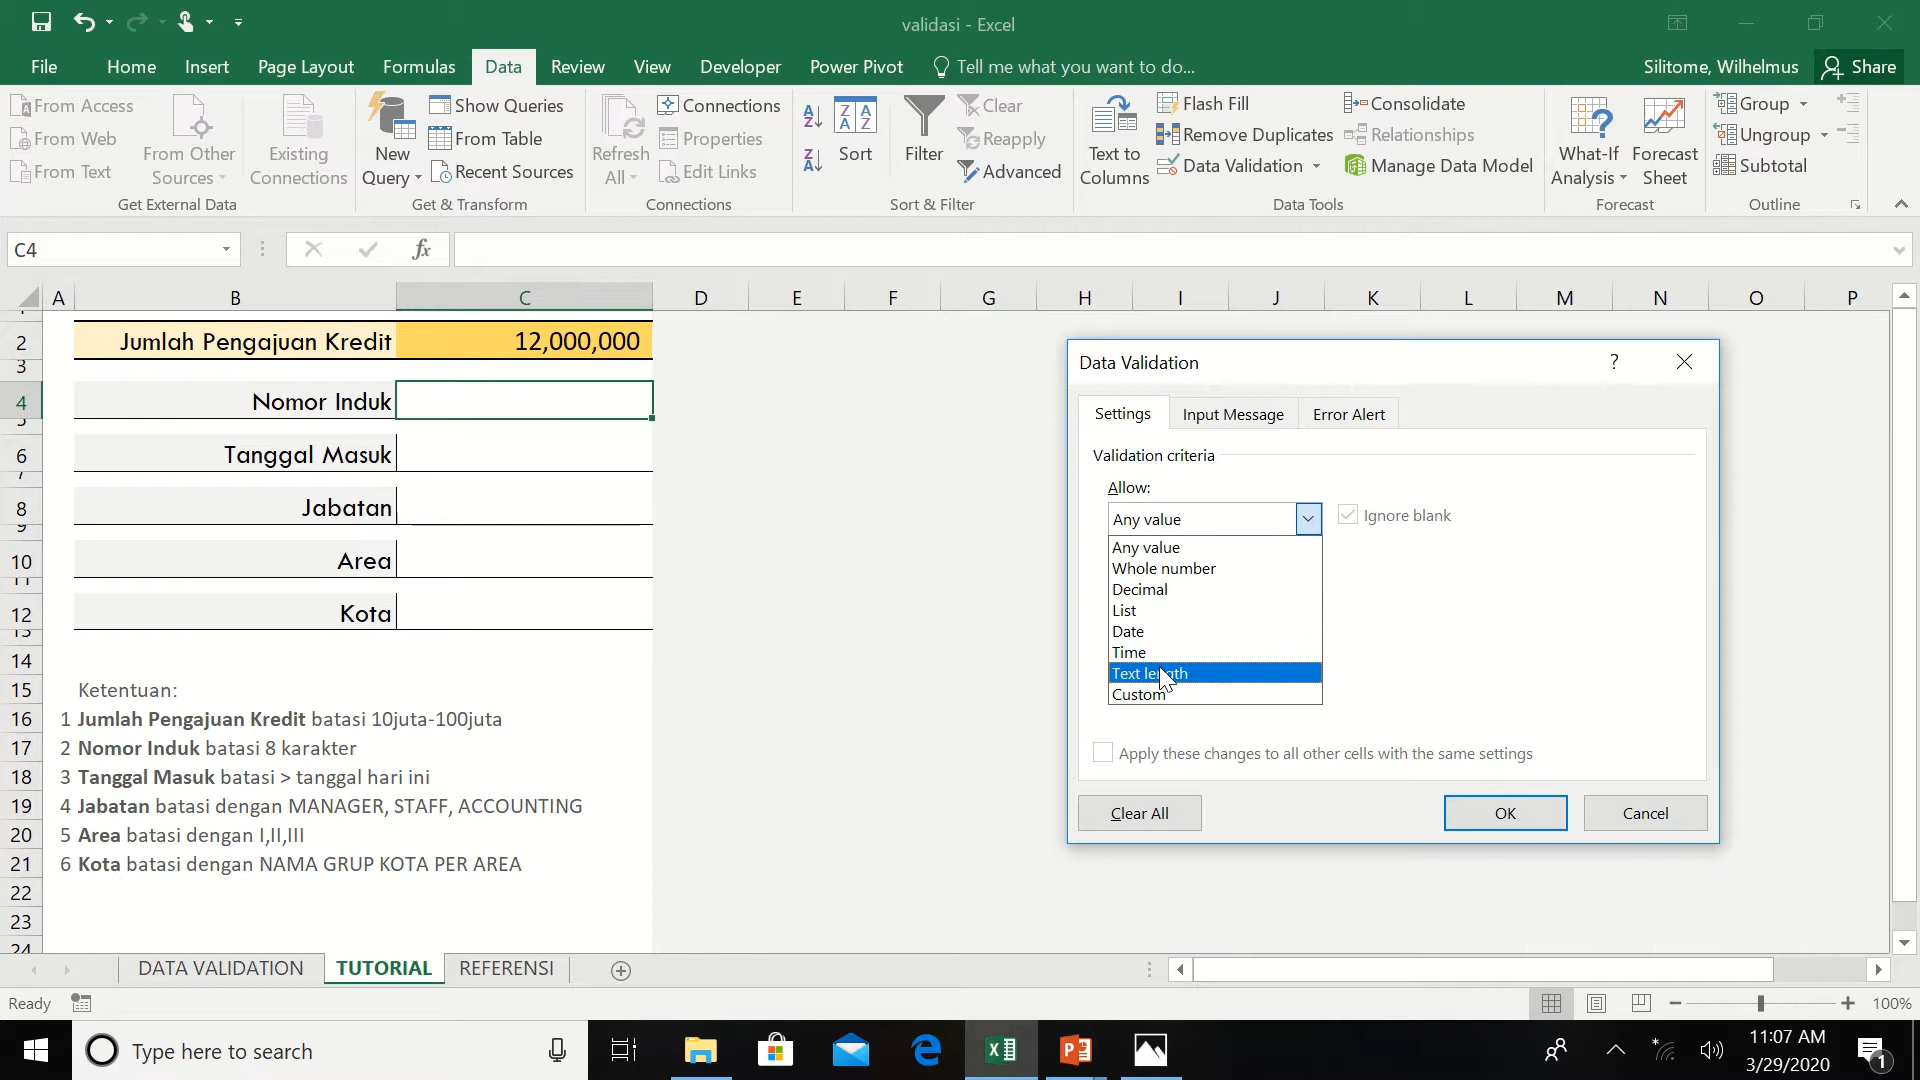 validasi - Excel
File Home Insert Page Layout Formulas Data Review View Developer Power Pivot Tell me what you want to do... Silitome, Wilhelmus Share
From Access
From Web
From Text
From Other Sources
Existing Connections
Get External Data
New Query
Show Queries
From Table
Recent Sources
Get & Transform
Refresh All
Connections
Properties
Edit Links
Connections
Sort
Filter
Clear
Reapply
Advanced
Sort & Filter
Text to Columns
Flash Fill
Remove Duplicates
Data Validation
Consolidate
Relationships
Manage Data Model
Data Tools
What-If Analysis
Forecast Sheet
Forecast
Group
Ungroup
Subtotal
Outline
C4 fx
A B C D E F G H I J K L M N O P
2 Jumlah Pengajuan Kredit 12,000,000
3
4 Nomor Induk
5
6 Tanggal Masuk
7
8 Jabatan
9
10 Area
11
12 Kota
13
14
15 Ketentuan:
16 1 Jumlah Pengajuan Kredit batasi 10juta-100juta
17 2 Nomor Induk batasi 8 karakter
18 3 Tanggal Masuk batasi > tanggal hari ini
19 4 Jabatan batasi dengan MANAGER, STAFF, ACCOUNTING
20 5 Area batasi dengan I,II,III
21 6 Kota batasi dengan NAMA GRUP KOTA PER AREA
22
23
24
Data Validation ?
Settings Input Message Error Alert
Validation criteria
Allow:
Any value Ignore blank
Any value
Whole number
Decimal
List
Date
Time
Text length
Custom
Apply these changes to all other cells with the same settings
Clear All OK Cancel
DATA VALIDATION TUTORIAL REFERENSI
Ready 100%
Type here to search
11:07 AM
3/29/2020
1